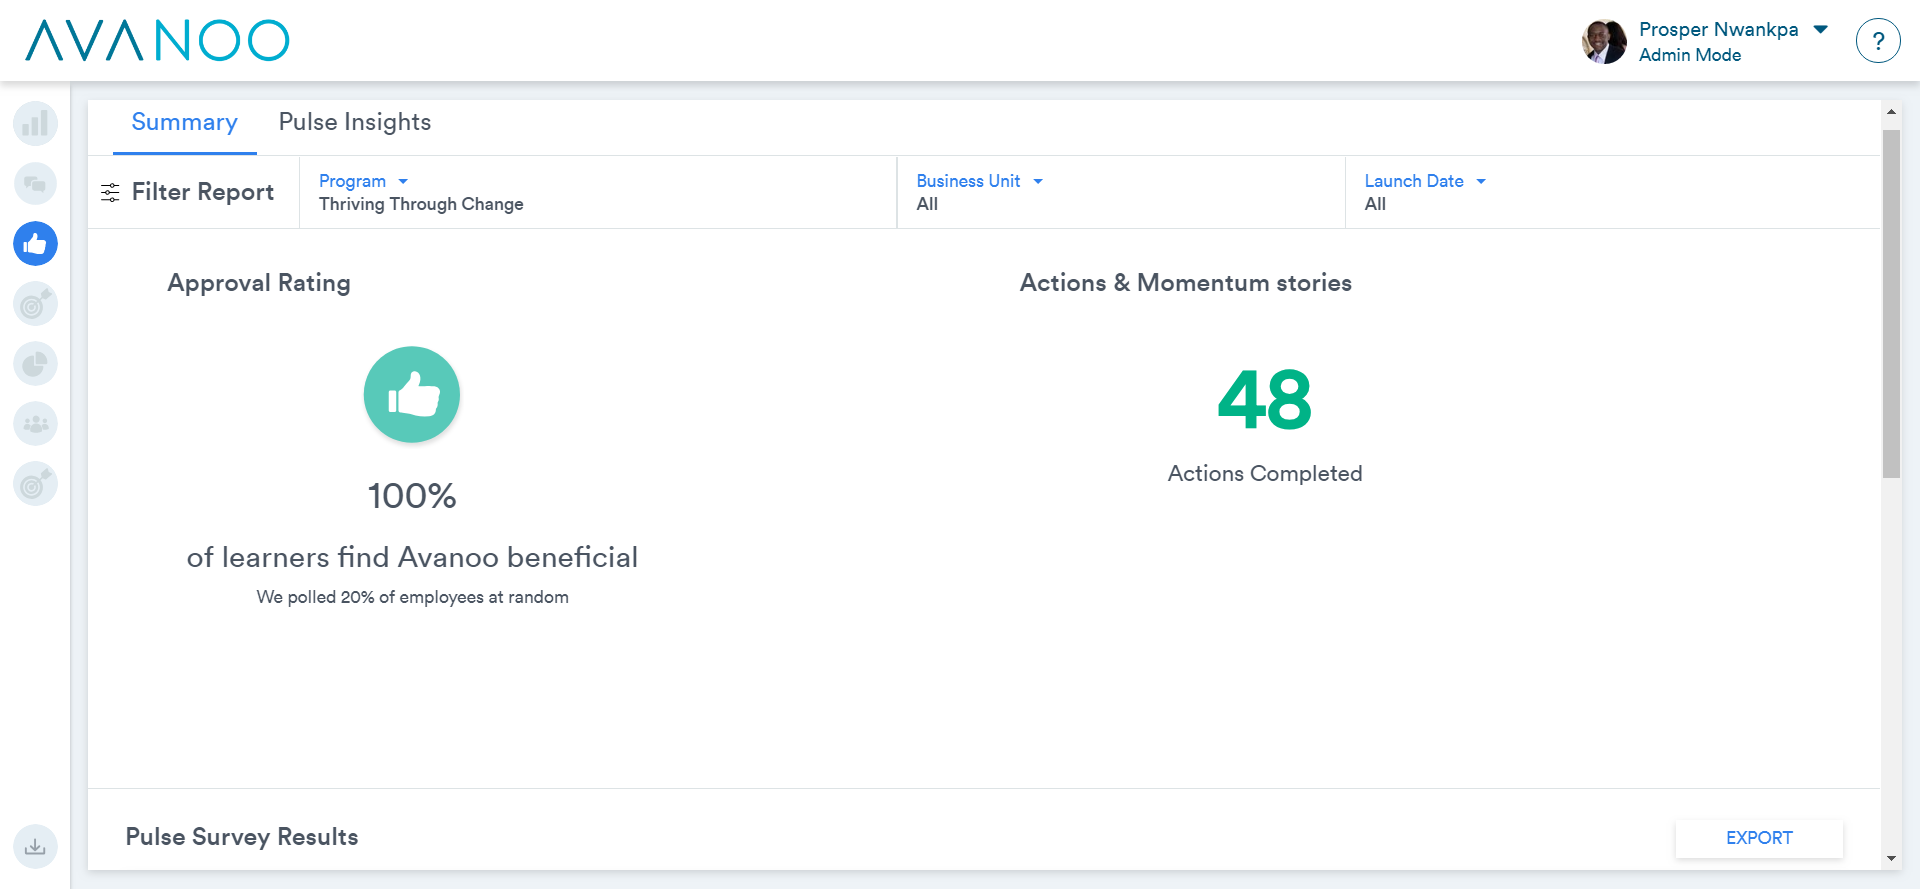 AVANOO
Prosper Nwankpa
Admin Mode
?
Summary
Pulse Insights
Filter Report
Program
Thriving Through Change
Business Unit
All
Launch Date
All
Approval Rating
100%
of learners find Avanoo beneficial
We polled 20% of employees at random
Actions & Momentum stories
48
Actions Completed
Pulse Survey Results
EXPORT